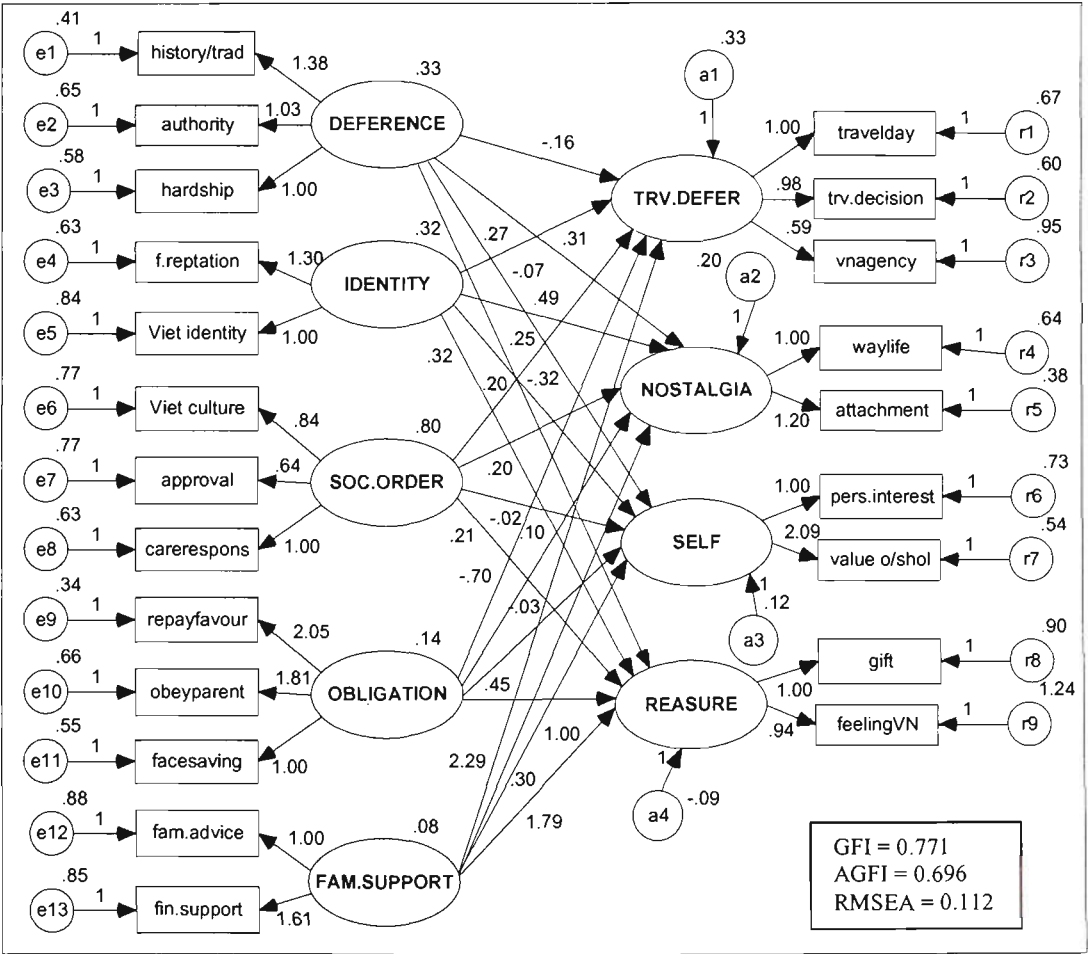 .41
e1 1 history/trad
1.38
.65
e2 1 authority
1.03
.58
e3 1 hardship
1.00
.33
DEFERENCE
.63
e4 1 f.reptation
1.30
.84
e5 1 Viet identity
1.00
IDENTITY
.77
e6 1 Viet culture
.84
.77
e7 1 approval
.64
.63
e8 1 carerespons
1.00
.80
SOC.ORDER
.34
e9 1 repayfavour
2.05
.66
e10 1 obeyparent
1.81
.55
e11 1 facesaving
1.00
.14
OBLIGATION
.88
e12 1 fam.advice
1.00
.85
e13 1 fin.support
1.61
.08
FAM.SUPPORT
-.16
.32
.27
.31
-.07
.49
.32
.25
.20
-.32
.20
-.02
.10
.21
-.70
-.03
.45
1.00
2.29
.30
1.79
.33
a1
1
TRV.DEFER
1.00
travelday 1 r1
.67
.98
trv.decision 1 r2
.60
.59
vnagency 1 r3
.95
.20
a2
1
NOSTALGIA
1.00
waylife 1 r4
.64
1.20
attachment 1 r5
.38
SELF
1
.12
a3
1.00
pers.interest 1 r6
.73
2.09
value o/shol 1 r7
.54
REASURE
1
-.09
a4
1.00
gift 1 r8
.90
.94
feelingVN 1 r9
1.24
GFI = 0.771
AGFI = 0.696
RMSEA = 0.112